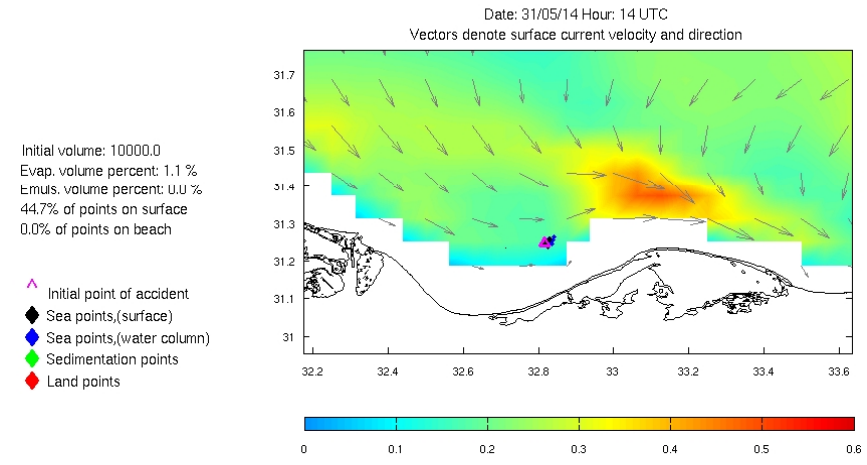 Date: 31/05/14 Hour: 14 UTC
Vectors denote surface current velocity and direction
Initial volume: 10000.0
Evap. volume percent: 1.1 %
Emuls. volume percent: 0.0 %
44.7% of points on surface
0.0% of points on beach
Initial point of accident
Sea points,(surface)
Sea points,(water column)
Sedimentation points
Land points
31.7
31.6
31.5
31.4
31.3
31.2
31.1
31
32.2 32.4 32.6 32.8 33 33.2 33.4 33.6
0 0.1 0.2 0.3 0.4 0.5 0.6